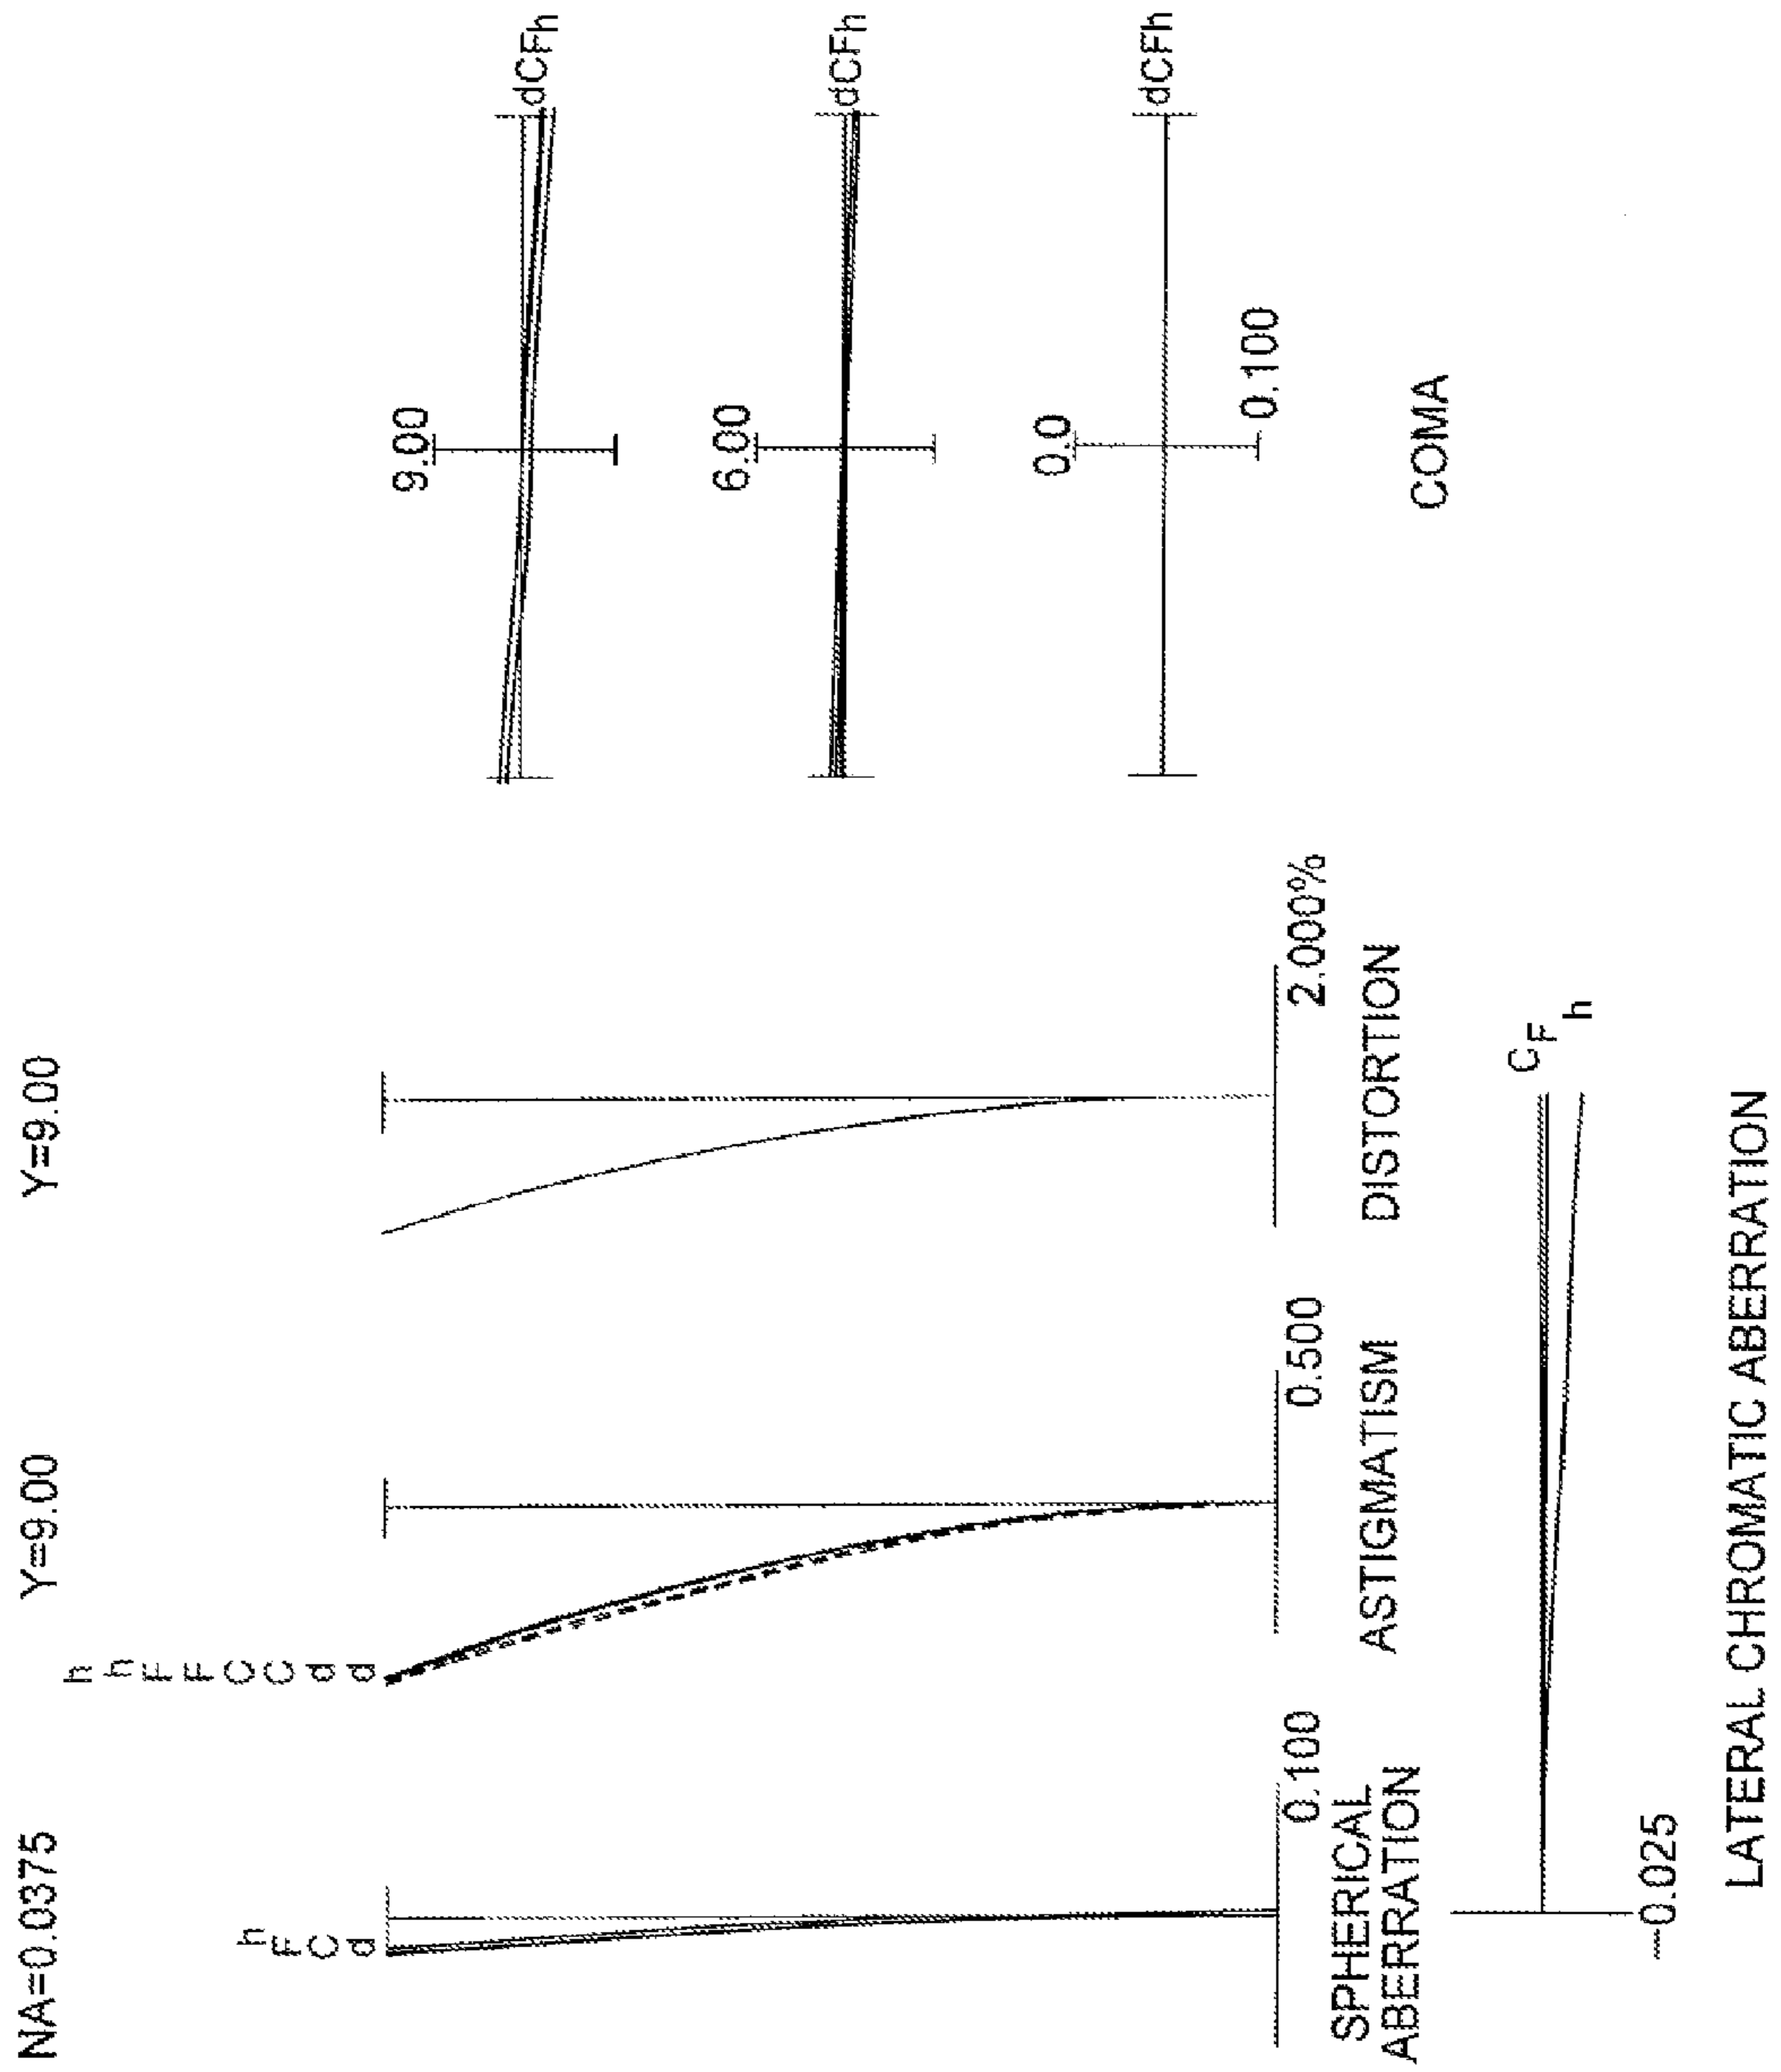 NA=0.0375
h
F
C
d
0.100
SPHERICAL
ABERRATION
Y=9.00
h
h
F
F
C
C
d
d
0.500
ASTIGMATISM
Y=9.00
2.000%
DISTORTION
9.00
dCFh
6.00
dCFh
0.0
dCFh
0.100
COMA
C
F
h
-0.025
LATERAL CHROMATIC ABERRATION